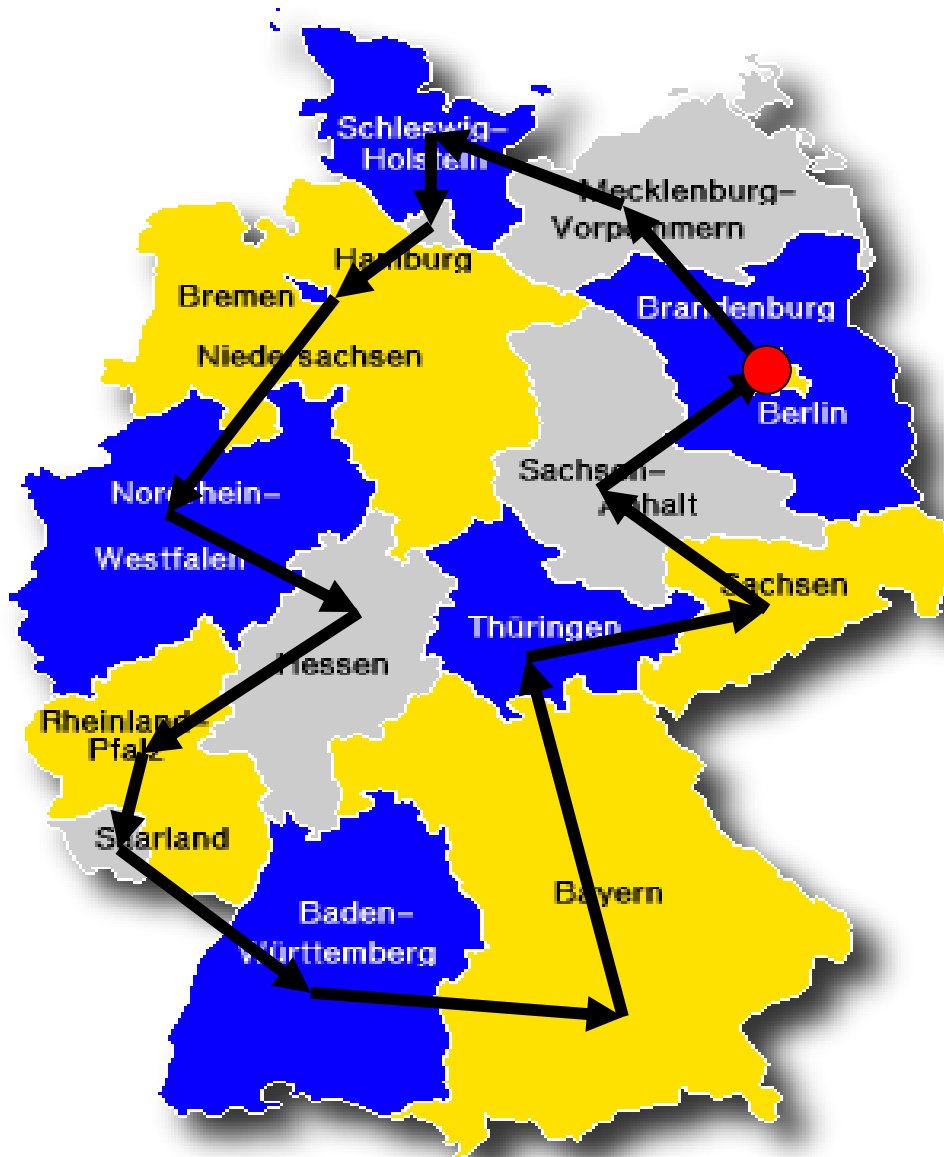 Schleswig-
Holstein
Mecklenburg-
Vorpommern
Hamburg
Bremen
Brandenburg
Niedersachsen
Berlin
Sachsen-
Anhalt
Nordrhein-
Westfalen
Sachsen
Thüringen
Hessen
Rheinland-
Pfalz
Saarland
Bayern
Baden-
Württemberg